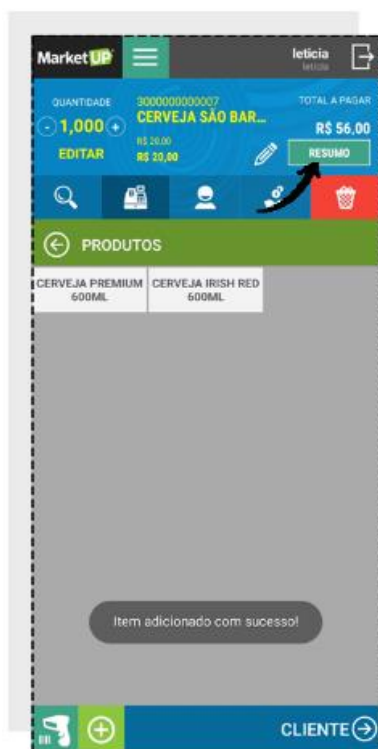 MarketUP
leticia
leticia
QUANTIDADE
- 1,000 +
EDITAR
3000000000007
CERVEJA SÃO BAR...
R$ 20,00
R$ 20,00
TOTAL A PAGAR
R$ 56,00
RESUMO
PRODUTOS
CERVEJA PREMIUM
600ML
CERVEJA IRISH RED
600ML
Item adicionado com sucesso!
CLIENTE